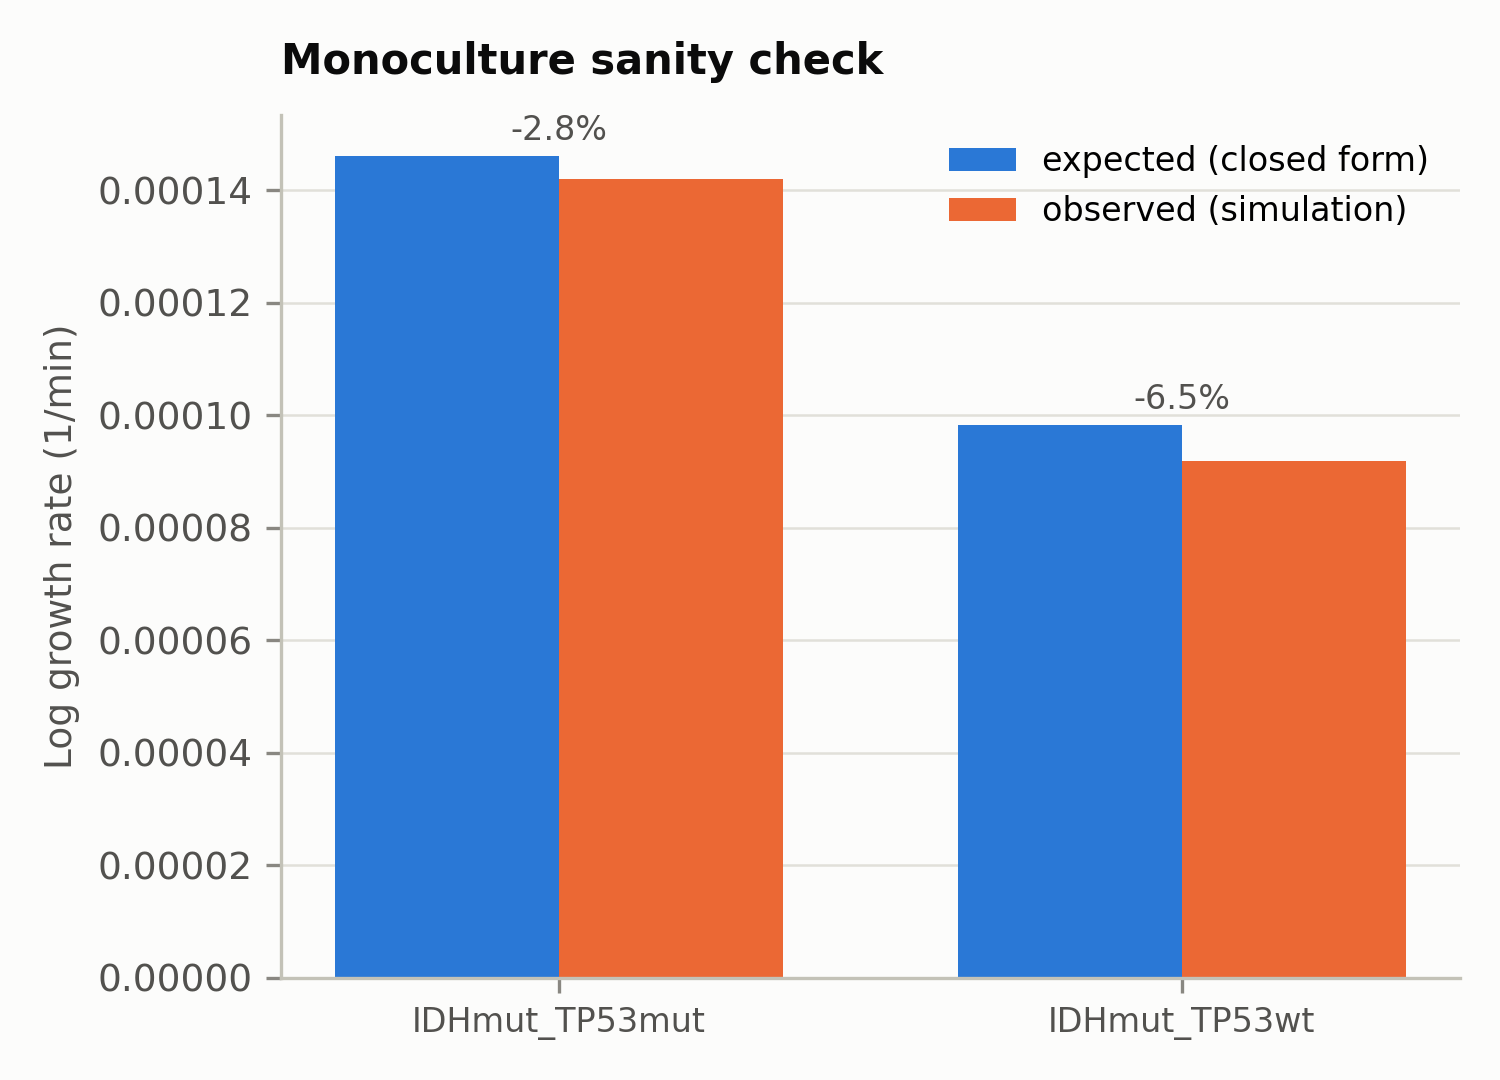 Monoculture sanity check
-2.8%
expected (closed form)
observed (simulation)
-6.5%
Log growth rate (1/min)
0.00014
0.00012
0.00010
0.00008
0.00006
0.00004
0.00002
0.00000
IDHmut_TP53mut
IDHmut_TP53wt